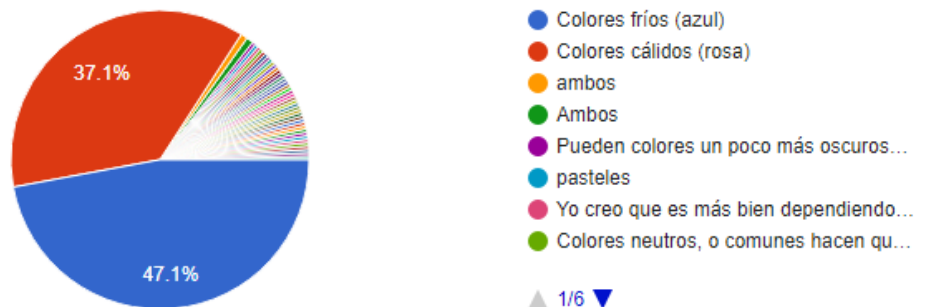 37.1%
47.1%
Colores fríos (azul)
Colores cálidos (rosa)
ambos
Ambos
Pueden colores un poco más oscuros...
pasteles
Yo creo que es más bien dependiendo...
Colores neutros, o comunes hacen qu...
1/6